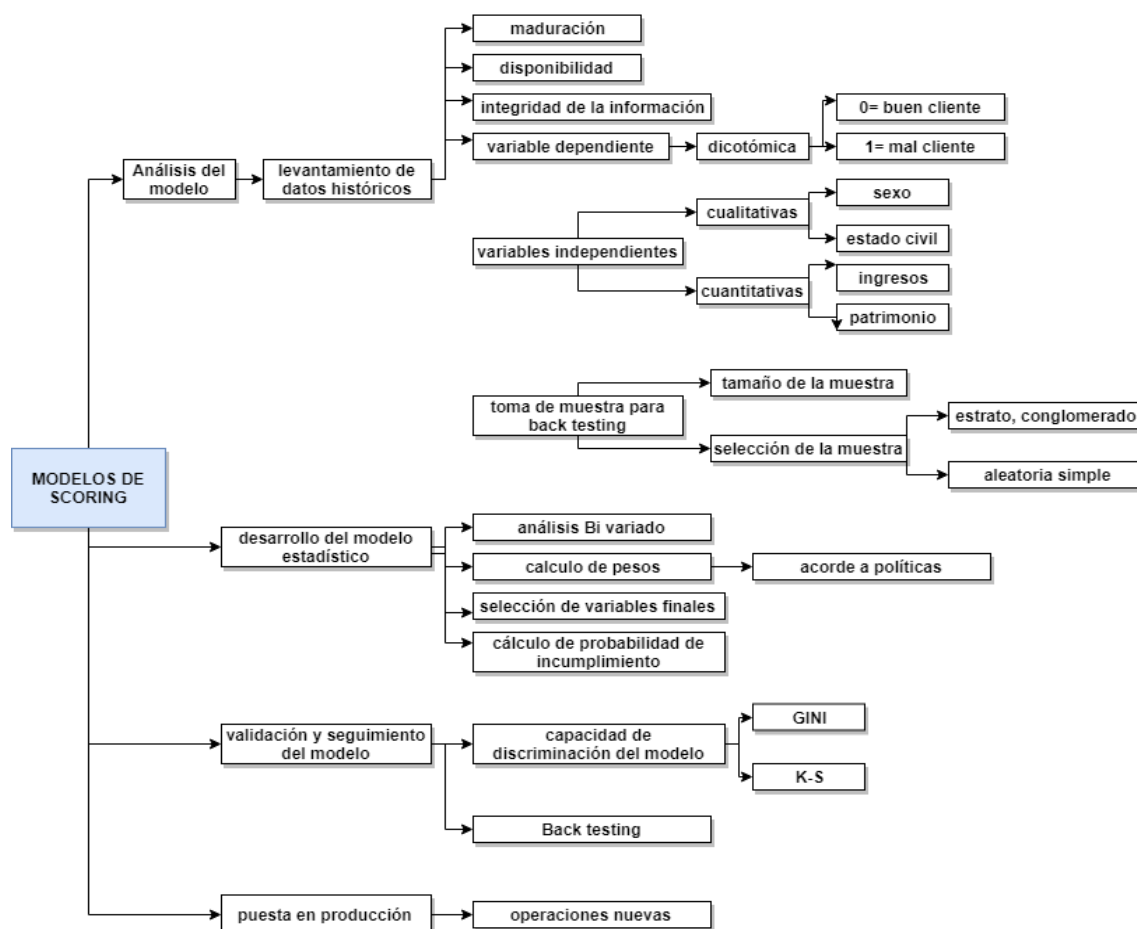 maduración
disponibilidad
integridad de la información
variable dependiente
dicotómica
0= buen cliente
1= mal cliente
Análisis del
modelo
levantamiento de
datos históricos
variables independientes
cualitativas
sexo
estado civil
cuantitativas
ingresos
patrimonio
toma de muestra para
back testing
tamaño de la muestra
selección de la muestra
estrato, conglomerado
aleatoria simple
MODELOS DE
SCORING
desarrollo del modelo
estadístico
análisis Bi variado
calculo de pesos
acorde a políticas
selección de variables finales
cálculo de probabilidad de
incumplimiento
validación y seguimiento
del modelo
capacidad de
discriminación del modelo
GINI
K-S
Back testing
puesta en producción
operaciones nuevas